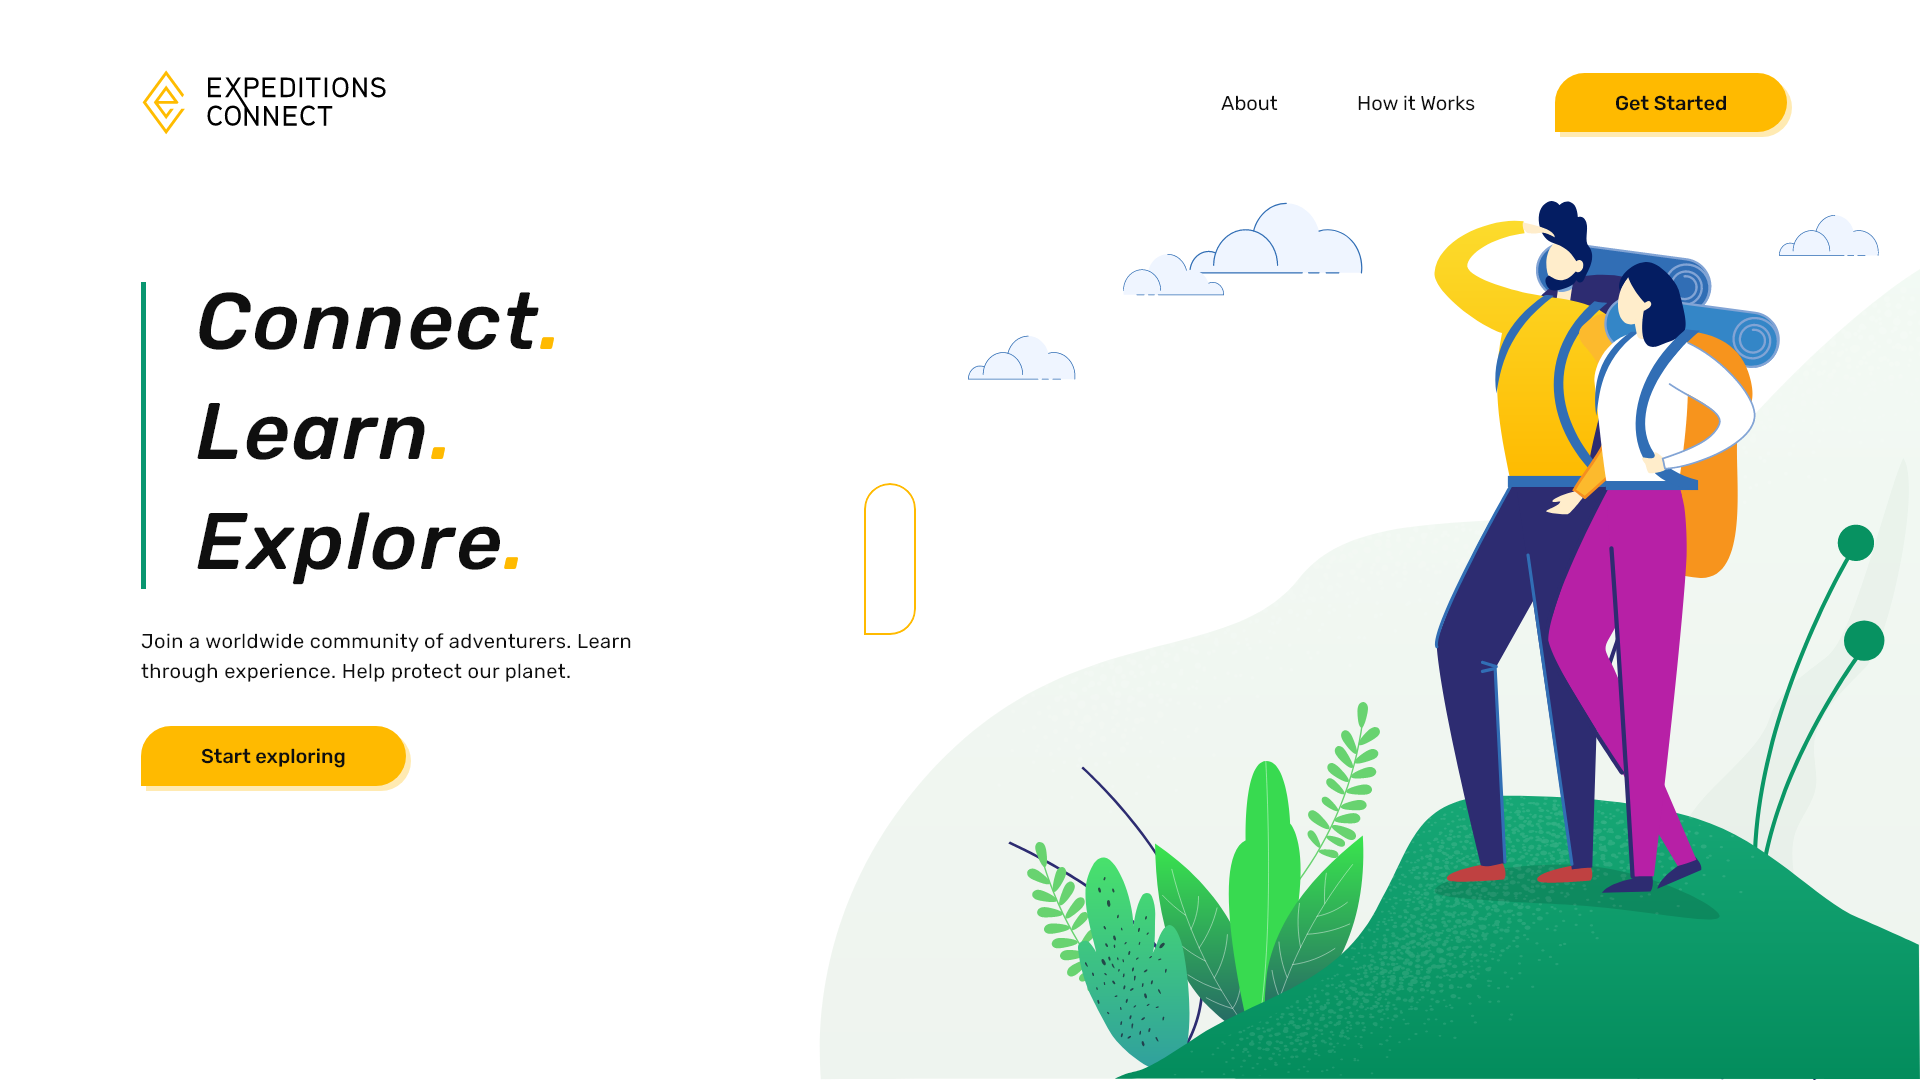 EXPEDITIONS
CONNECT
About
How it Works
Get Started
Connect.
Learn.
Explore.
Join a worldwide community of adventurers. Learn
through experience. Help protect our planet.
Start exploring